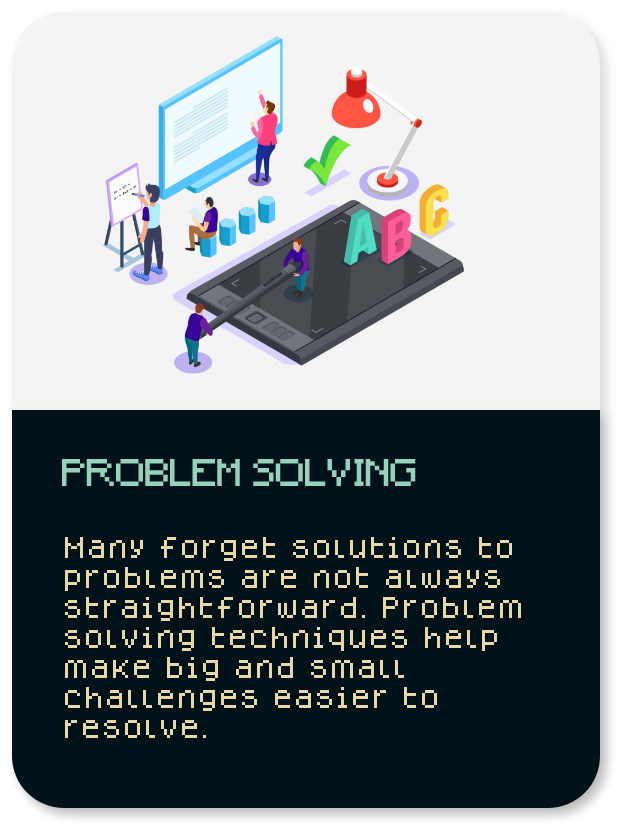 A B C
PROBLEM SOLVING
Many forget solutions to
problems are not always
straightforward. Problem
solving techniques help
make big and small
challenges easier to
resolve.